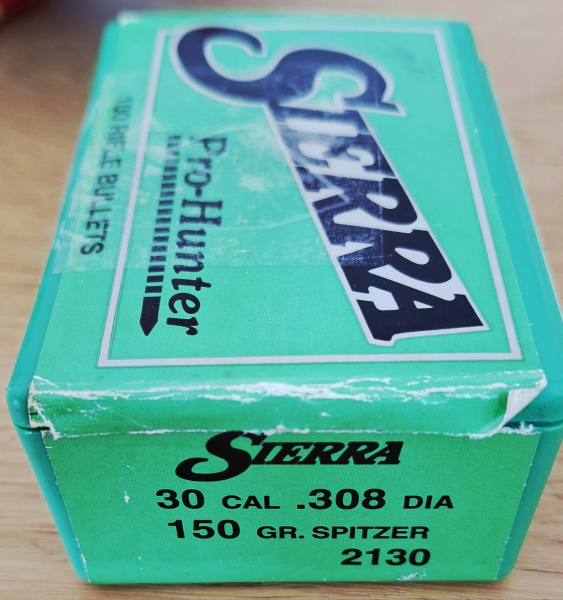 SIERRA
Pro-Hunter
100 RIFLE BULLETS
SIERRA
30 CAL .308 DIA
150 GR. SPITZER
2130